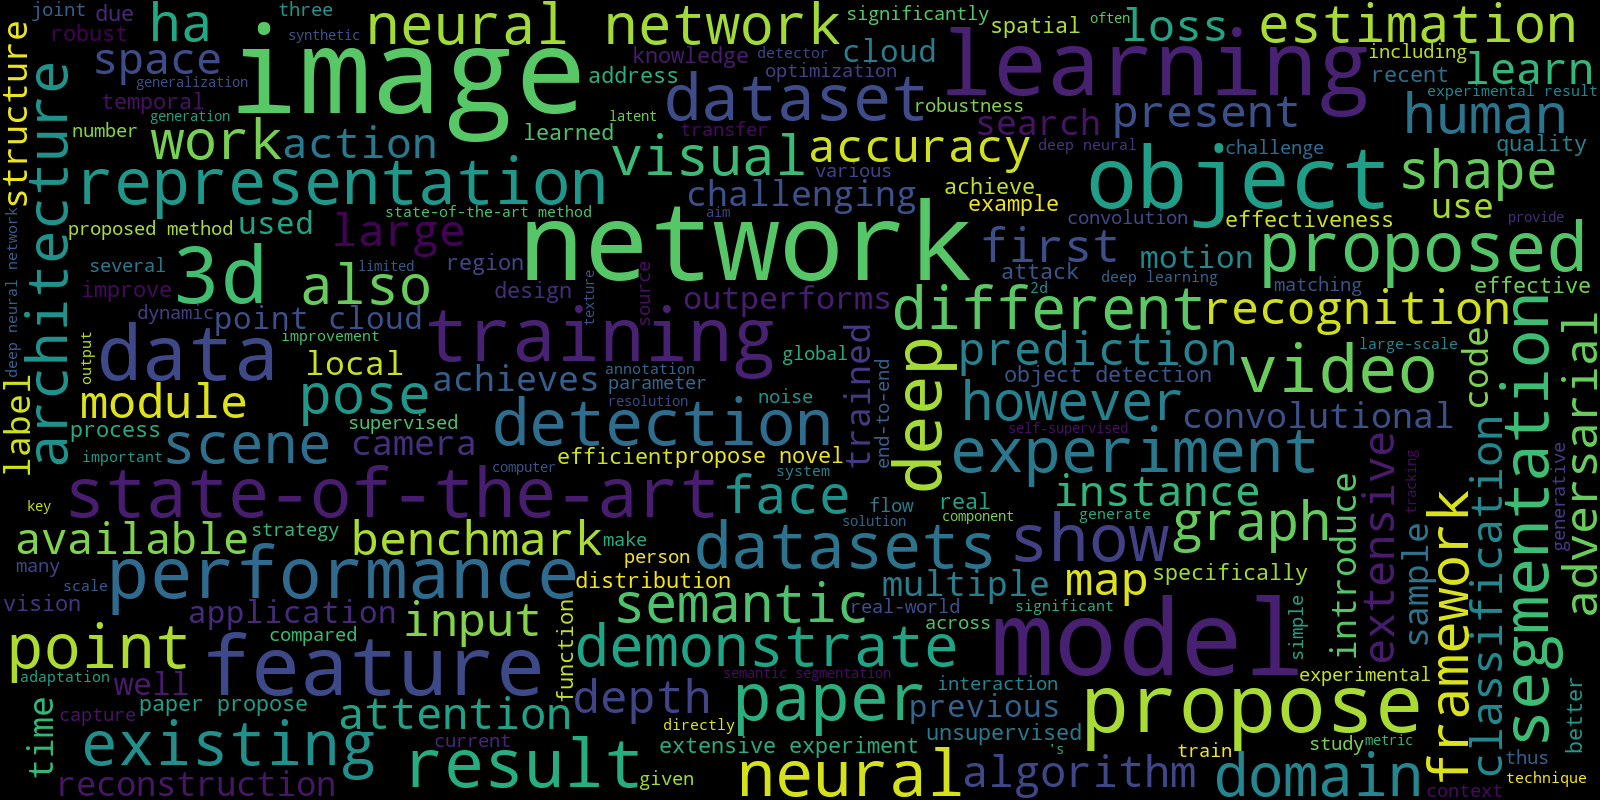 joint
due
three
synthetic
ha
neural network
significantly
spatial
often
loss
estimation
robust
structure
space
generalization
image
knowledge
detector
cloud
learning
including
address
optimization
recent
learn
temporal
generation
dataset
robustness
present
experimental result
human
number
work
action
learned
latent
transfer
search
deep neural
challenge
quality
architecture
representation
visual
accuracy
various
object
shape
challenging
achieve
example
convolution
effectiveness
use
provide
state-of-the-art method
aim
proposed method
used
large
network
first
motion
proposed
deep neural network
several
3d
limited
region
attack
deep learning
matching
effective
improve
also
design
texture
source
outperforms
2d
different
recognition
dynamic
point cloud
training
data
improvement
output
local
global
trained
deep
prediction
video
large-scale
code
segmentation
adversarial
label
module
pose
achieves
annotation
parameter
resolution
noise
end-to-end
object detection
however
convolutional
process
supervised
detection
self-supervised
important
scene
camera
efficient
propose novel
experiment
computer
system
state-of-the-art
face
flow
real
component
instance
generate
graph
introduce
extensive
tracking
classification
generative
key
available
strategy
benchmark
make
solution
person
datasets
show
many
scale
performance
distribution
multiple
map
specifically
sample
framework
vision
application
input
semantic
real-world
significant
across
simple
point
compared
function
demonstrate
model
feature
semantic segmentation
experimental
adaptation
well
depth
paper
interaction
propose
better
capture
paper propose
attention
directly
previous
time
existing
current
extensive experiment
unsupervised
's
train
study
metric
thus
result
reconstruction
given
neural
algorithm
domain
context
technique